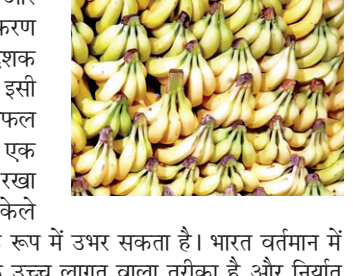 और
करण
शक
इसी
फल
एक
रखा
केले
रूप में उभर सकता है। भारत वर्तमान में
उच्च लागत वाला तरीका है और निर्यात